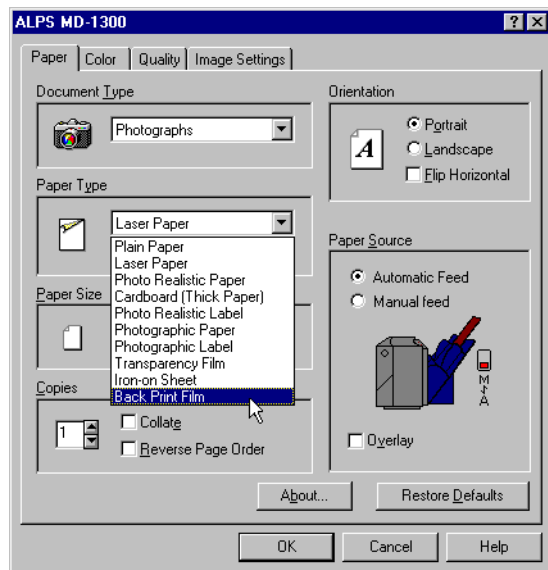 ALPS MD-1300
Paper
Color
Quality
Image Settings
Document Type
Photographs
Paper Type
Laser Paper
Plain Paper
Laser Paper
Photo Realistic Paper
Cardboard (Thick Paper)
Photo Realistic Label
Photographic Paper
Photographic Label
Transparency Film
Iron-on Sheet
Back Print Film
Paper Size
Copies
1
Collate
Reverse Page Order
Orientation
A
Portrait
Landscape
Flip Horizontal
Paper Source
Automatic Feed
Manual feed
M
A
Overlay
About...
Restore Defaults
OK
Cancel
Help